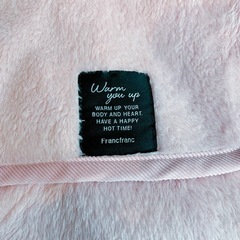 Warm
you up
WARM UP YOUR
BODY AND HEART.
HAVE A HAPPY
HOT TIME!
Francfranc